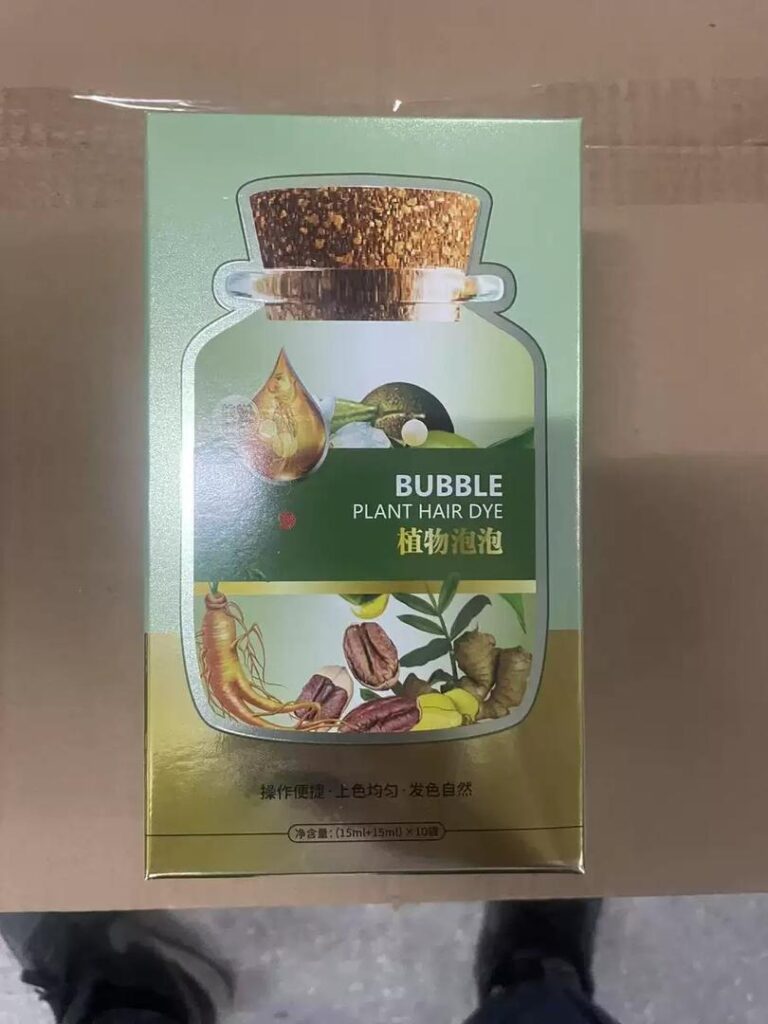 BUBBLE
PLANT HAIR DYE
植物泡泡
操作便捷·上色均匀·发色自然
净含量：(15ml+15ml)×10袋